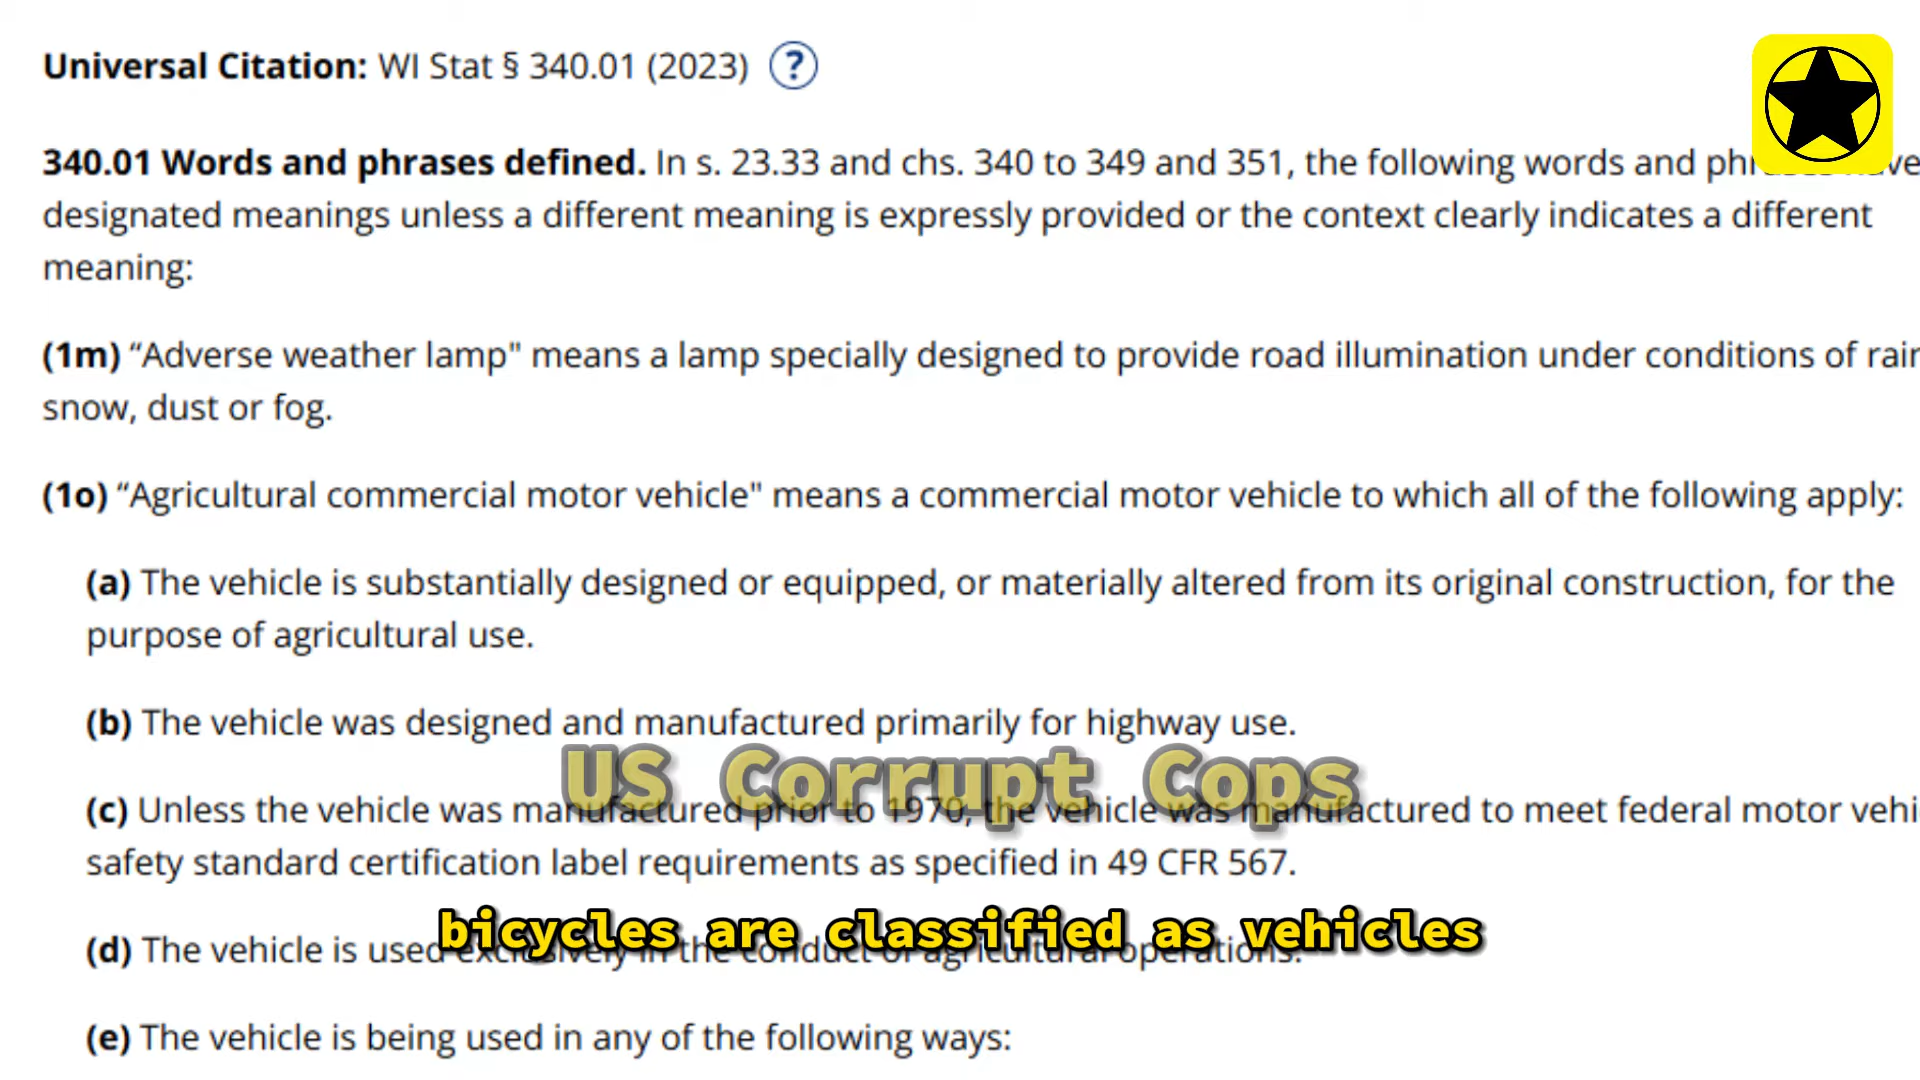 Universal Citation: WI Stat § 340.01 (2023) ?
340.01 Words and phrases defined. In s. 23.33 and chs. 340 to 349 and 351, the following words and
designated meanings unless a different meaning is expressly provided or the context clearly indicates a different
meaning:
(1m) “Adverse weather lamp" means a lamp specially designed to provide road illumination under conditions of
snow, dust or fog.
(1o) “Agricultural commercial motor vehicle" means a commercial motor vehicle to which all of the following apply:
(a) The vehicle is substantially designed or equipped, or materially altered from its original construction, for the
purpose of agricultural use.
(b) The vehicle was designed and manufactured primarily for highway use.
US Corrupt Cops
(c) Unless the vehicle was manufactured prior to 1970, the vehicle was manufactured to meet federal motor
safety standard certification label requirements as specified in 49 CFR 567.
bicycles are classified as vehicles
(d) The vehicle is used exclusively in the conduct of agricultural operations.
(e) The vehicle is being used in any of the following ways: